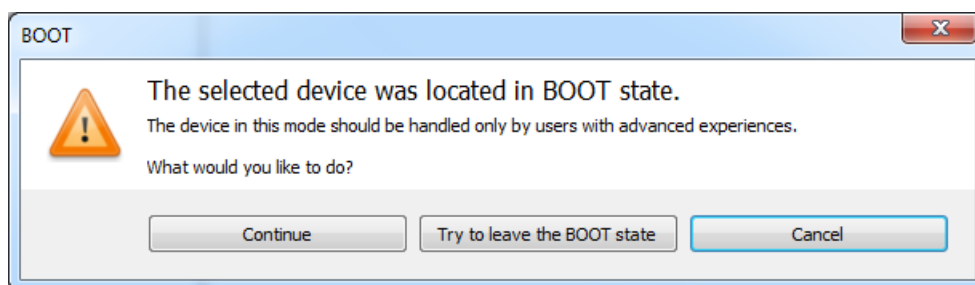 BOOT
The selected device was located in BOOT state.
The device in this mode should be handled only by users with advanced experiences.
What would you like to do?
Continue
Try to leave the BOOT state
Cancel